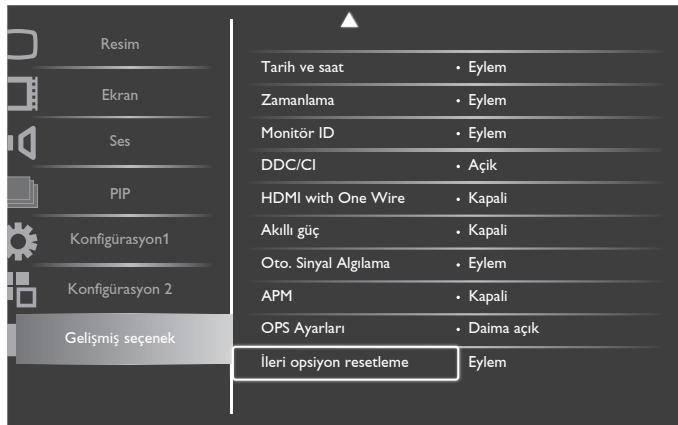 Resim
Ekran
Ses
PIP
Konfigürasyon1
Konfigürasyon 2
Gelişmiş seçenek
Tarih ve saat • Eylem
Zamanlama • Eylem
Monitör ID • Eylem
DDC/CI • Açik
HDMI with One Wire • Kapali
Akıllı güç • Kapali
Oto. Sinyal Algılama • Eylem
APM • Kapali
OPS Ayarları • Daima açık
İleri opsiyon resetleme Eylem